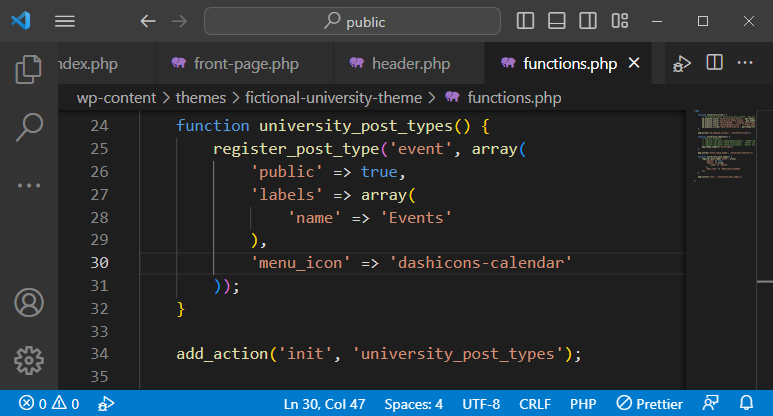 public
index.php front-page.php header.php functions.php
wp-content > themes > fictional-university-theme > functions.php
24 function university_post_types() {
25 register_post_type('event', array(
26 'public' => true,
27 'labels' => array(
28 'name' => 'Events'
29 ),
30 'menu_icon' => 'dashicons-calendar'
31 ));
32 }
33
34 add_action('init', 'university_post_types');
35
0 0 Ln 30, Col 47 Spaces: 4 UTF-8 CRLF PHP Prettier